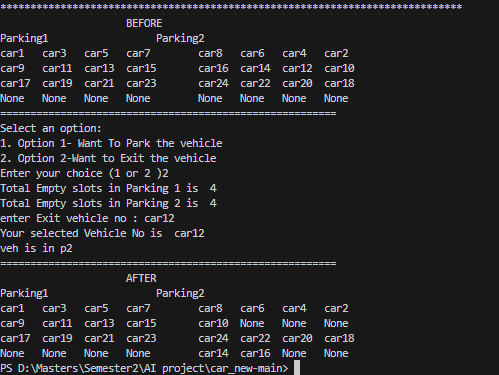 *****************************************************************************
BEFORE
Parking1 Parking2
car1 car3 car5 car7 car8 car6 car4 car2
car9 car11 car13 car15 car16 car14 car12 car10
car17 car19 car21 car23 car24 car22 car20 car18
None None None None None None None None
========================================================
Select an option:
1. Option 1- Want To Park the vehicle
2. Option 2-Want to Exit the vehicle
Enter your choice (1 or 2 )2
Total Empty slots in Parking 1 is  4
Total Empty slots in Parking 2 is  4
enter Exit vehicle no : car12
Your selected Vehicle No is  car12
veh is in p2
========================================================
AFTER
Parking1 Parking2
car1 car3 car5 car7 car8 car6 car4 car2
car9 car11 car13 car15 car10 None None None
car17 car19 car21 car23 car24 car22 car20 car18
None None None None car14 car16 None None
PS D:\Masters\Semester2\AI project\car_new-main>